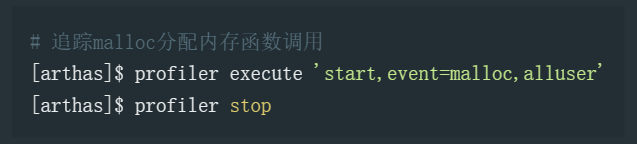 # 追踪malloc分配内存函数调用
[arthas]$ profiler execute 'start,event=malloc,alluser'
[arthas]$ profiler stop